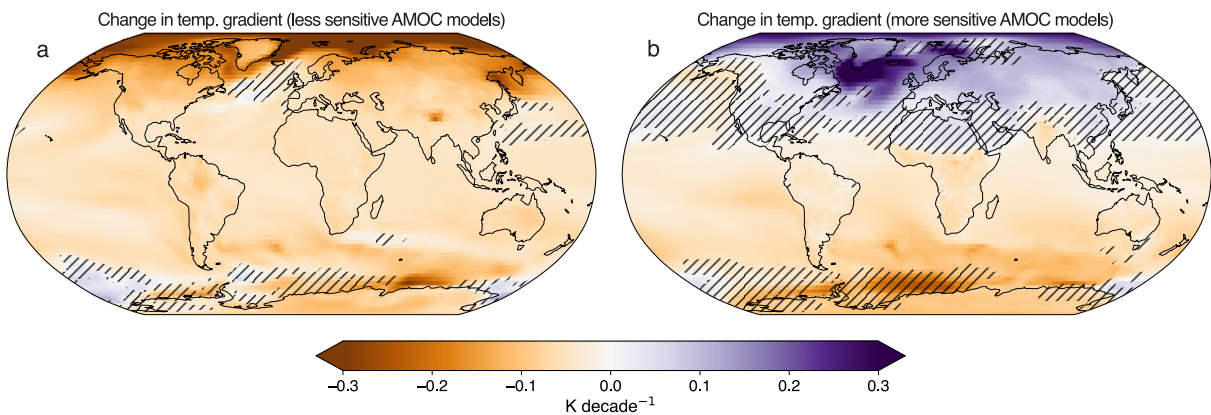 Change in temp. gradient (less sensitive AMOC models)
Change in temp. gradient (more sensitive AMOC models)
a
b
−0.3 −0.2 −0.1 0.0 0.1 0.2 0.3
K decade⁻¹